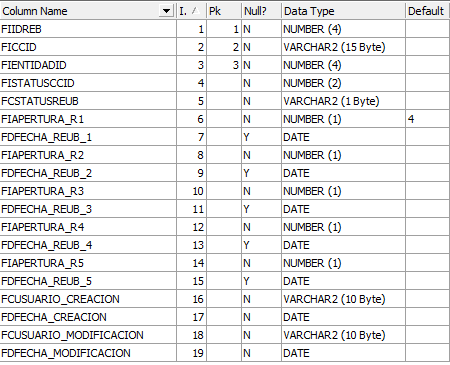 Column Name I. Pk Null? Data Type Default
FIIDREB 1 1 N NUMBER (4)
FICCID 2 2 N VARCHAR2 (15 Byte)
FIENTIDADID 3 3 N NUMBER (4)
FISTATUSCCID 4 N NUMBER (2)
FCSTATUSREUB 5 N VARCHAR2 (1 Byte)
FIAPERTURA_R1 6 N NUMBER (1) 4
FDFECHA_REUB_1 7 Y DATE
FIAPERTURA_R2 8 N NUMBER (1)
FDFECHA_REUB_2 9 Y DATE
FIAPERTURA_R3 10 N NUMBER (1)
FDFECHA_REUB_3 11 Y DATE
FIAPERTURA_R4 12 N NUMBER (1)
FDFECHA_REUB_4 13 Y DATE
FIAPERTURA_R5 14 N NUMBER (1)
FDFECHA_REUB_5 15 Y DATE
FCUSUARIO_CREACION 16 N VARCHAR2 (10 Byte)
FDFECHA_CREACION 17 N DATE
FCUSUARIO_MODIFICACION 18 N VARCHAR2 (10 Byte)
FDFECHA_MODIFICACION 19 N DATE